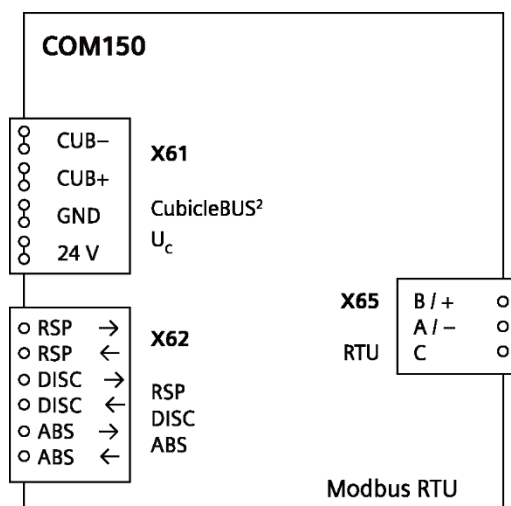 COM150
CUB–
CUB+
GND
24 V
X61
CubicleBUS²
Uc
RSP →
RSP ←
DISC →
DISC ←
ABS →
ABS ←
X62
RSP
DISC
ABS
X65
RTU
B / +
A / –
C
Modbus RTU